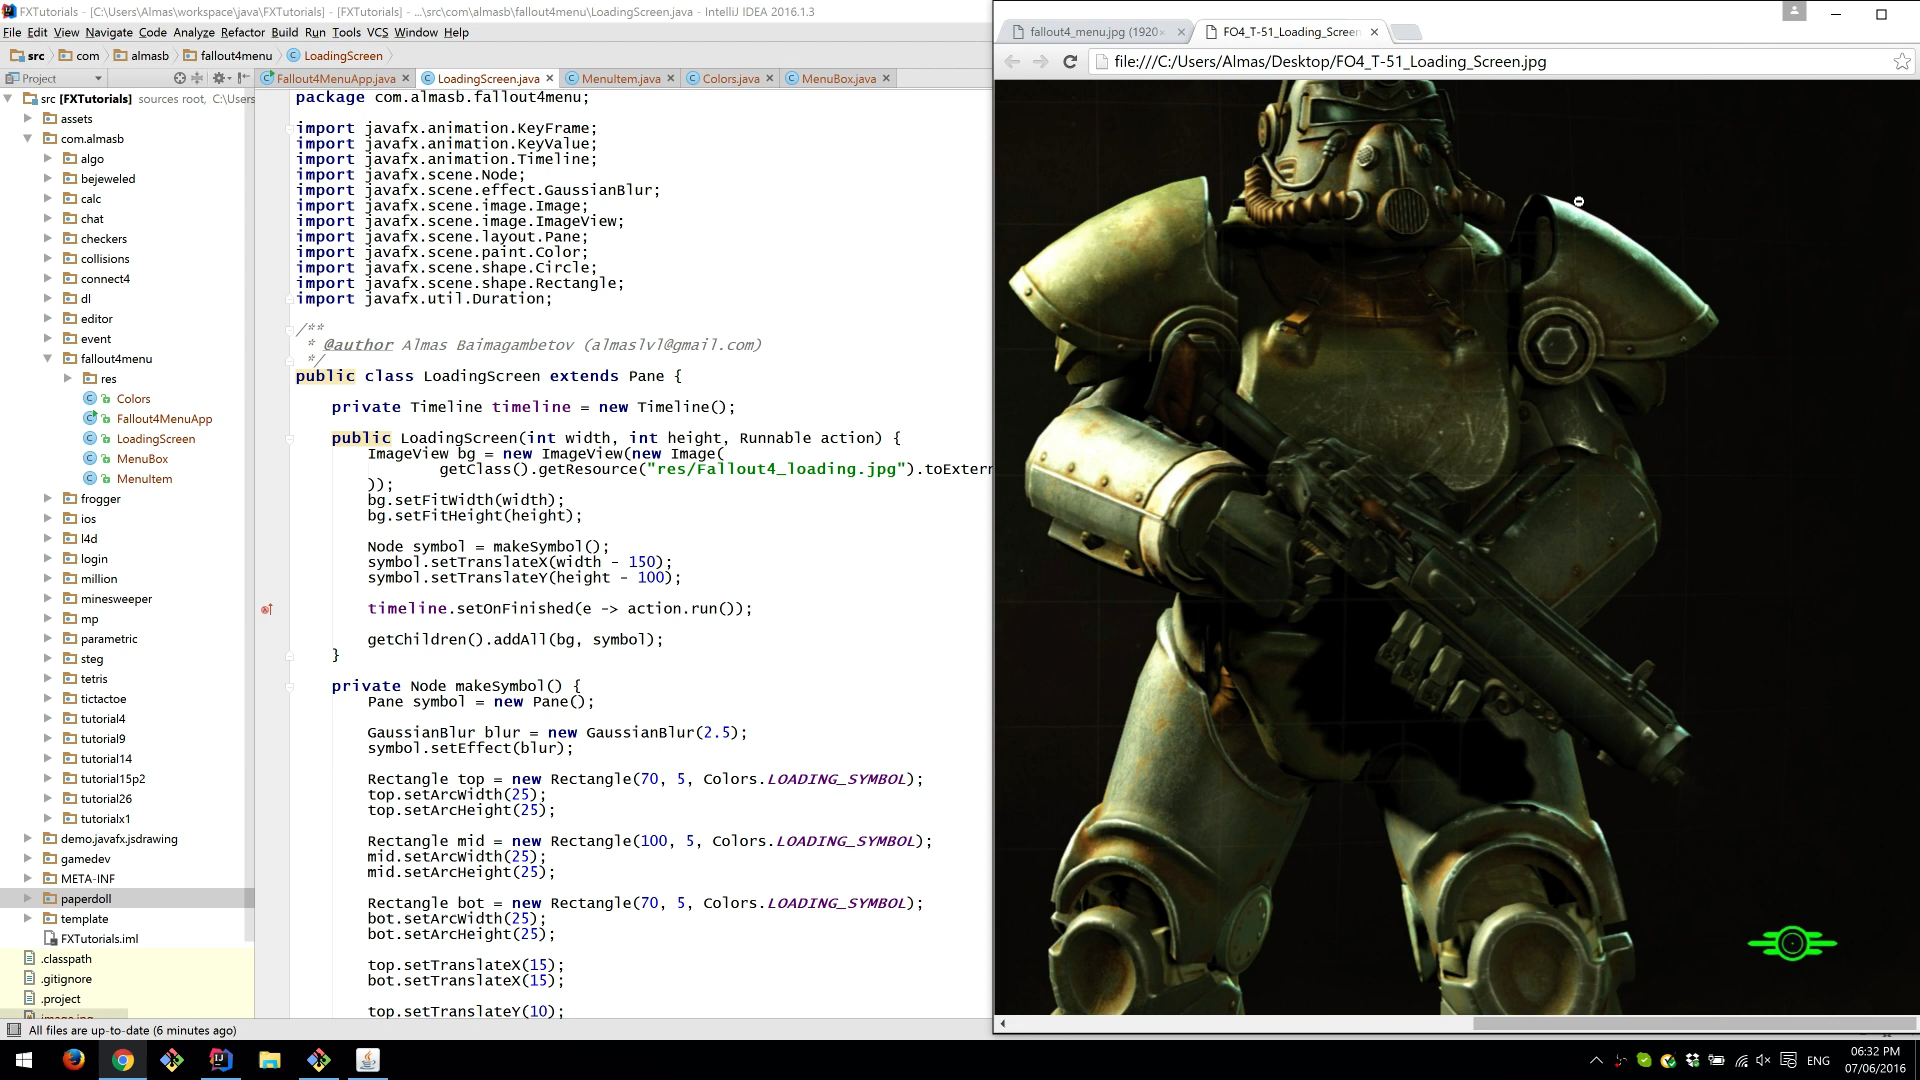 FXTutorials - [C:\Users\Almas\workspace\java\FXTutorials] - [FXTutorials] - ...\src\com\almasb\fallout4menu\LoadingScreen.java - IntelliJ IDEA 2016.1.3
File Edit View Navigate Code Analyze Refactor Build Run Tools VCS Window Help
src com almasb fallout4menu LoadingScreen
Project
Fallout4MenuApp.java LoadingScreen.java MenuItem.java Colors.java MenuBox.java
src [FXTutorials] sources root, C:\Users
assets
com.almasb
algo
bejeweled
calc
chat
checkers
collisions
connect4
dl
editor
event
fallout4menu
res
Colors
Fallout4MenuApp
LoadingScreen
MenuBox
MenuItem
frogger
ios
l4d
login
million
minesweeper
mp
parametric
steg
tetris
tictactoe
tutorial4
tutorial9
tutorial14
tutorial15p2
tutorial26
tutorialx1
demo.javafx.jsdrawing
gamedev
META-INF
paperdoll
template
FXTutorials.iml
.classpath
.gitignore
.project
image.jpg
package com.almasb.fallout4menu;
import javafx.animation.KeyFrame;
import javafx.animation.KeyValue;
import javafx.animation.Timeline;
import javafx.scene.Node;
import javafx.scene.effect.GaussianBlur;
import javafx.scene.image.Image;
import javafx.scene.image.ImageView;
import javafx.scene.layout.Pane;
import javafx.scene.paint.Color;
import javafx.scene.shape.Circle;
import javafx.scene.shape.Rectangle;
import javafx.util.Duration;
/**
* @author Almas Baimagambetov (almaslvl@gmail.com)
*/
public class LoadingScreen extends Pane {
private Timeline timeline = new Timeline();
public LoadingScreen(int width, int height, Runnable action) {
ImageView bg = new ImageView(new Image(
getClass().getResource("res/Fallout4_loading.jpg").toExtern
));
bg.setFitWidth(width);
bg.setFitHeight(height);
Node symbol = makeSymbol();
symbol.setTranslateX(width - 150);
symbol.setTranslateY(height - 100);
timeline.setOnFinished(e -> action.run());
getChildren().addAll(bg, symbol);
}
private Node makeSymbol() {
Pane symbol = new Pane();
GaussianBlur blur = new GaussianBlur(2.5);
symbol.setEffect(blur);
Rectangle top = new Rectangle(70, 5, Colors.LOADING_SYMBOL);
top.setArcWidth(25);
top.setArcHeight(25);
Rectangle mid = new Rectangle(100, 5, Colors.LOADING_SYMBOL);
mid.setArcWidth(25);
mid.setArcHeight(25);
Rectangle bot = new Rectangle(70, 5, Colors.LOADING_SYMBOL);
bot.setArcWidth(25);
bot.setArcHeight(25);
top.setTranslateX(15);
bot.setTranslateX(15);
top.setTranslateY(10);
All files are up-to-date (6 minutes ago)
fallout4_menu.jpg (1920× FO4_T-51_Loading_Screen
file:///C:/Users/Almas/Desktop/FO4_T-51_Loading_Screen.jpg
ENG
06:32 PM
07/06/2016